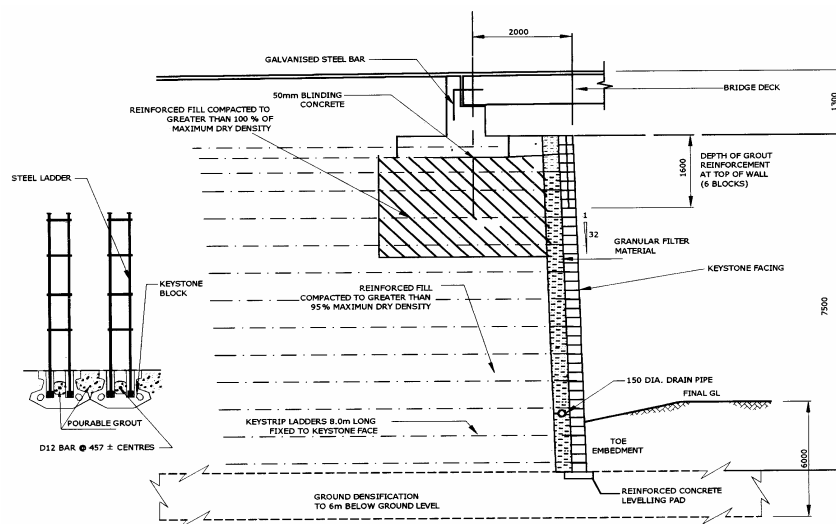 2000
GALVANISED STEEL BAR
50mm BLINDING
CONCRETE
BRIDGE DECK
1300
REINFORCED FILL COMPACTED TO
GREATER THAN 100 % OF
MAXIMUM DRY DENSITY
STEEL LADDER
1600
DEPTH OF GROUT
REINFORCEMENT
AT TOP OF WALL
(6 BLOCKS)
1
32
GRANULAR FILTER
MATERIAL
KEYSTONE FACING
KEYSTONE
BLOCK
REINFORCED FILL
COMPACTED TO GREATER THAN
95% MAXIMUN DRY DENSITY
7500
150 DIA. DRAIN PIPE
FINAL GL
POURABLE GROUT
D12 BAR @ 457 ± CENTRES
KEYSTRIP LADDERS 8.0m LONG
FIXED TO KEYSTONE FACE
TOE
EMBEDMENT
6000
GROUND DENSIFICATION
TO 6m BELOW GROUND LEVEL
REINFORCED CONCRETE
LEVELLING PAD